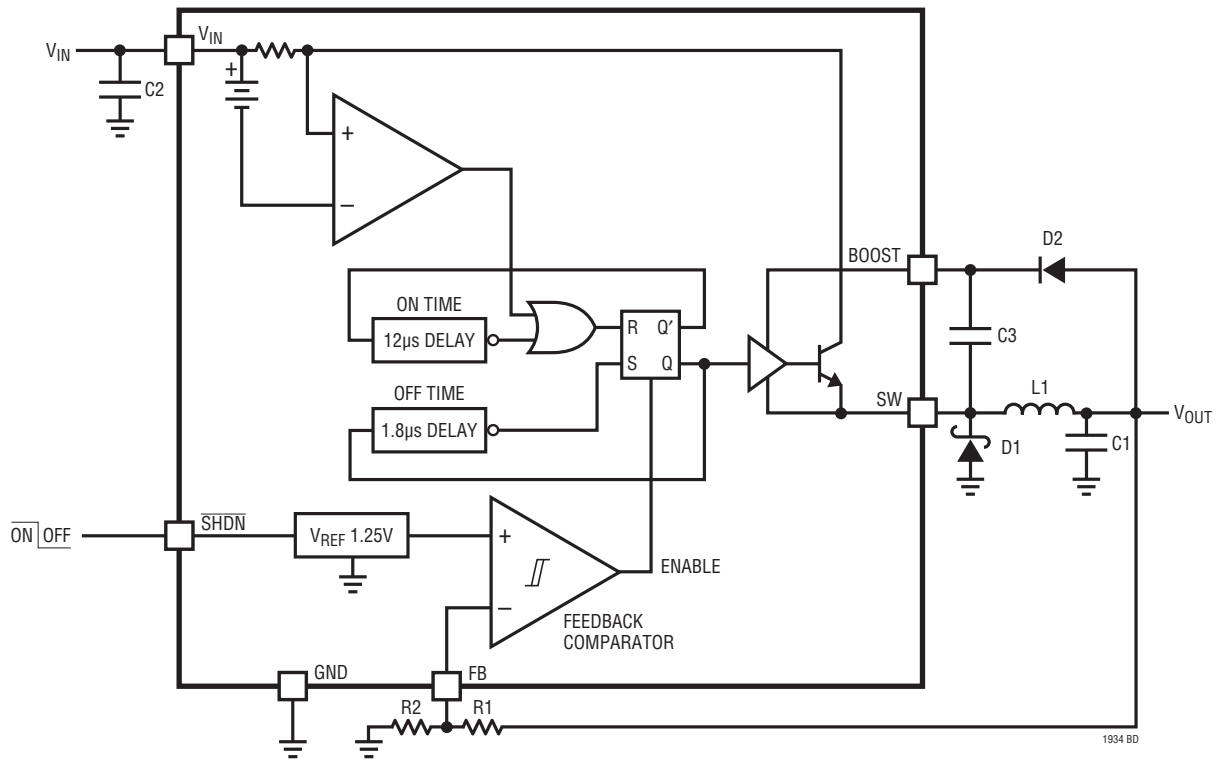 VIN
VIN
+
C2
+
−
BOOST
D2
ON TIME
12µs DELAY
R Q′
S Q
C3
OFF TIME
1.8µs DELAY
SW
L1
VOUT
D1
C1
ON OFF
SHDN
VREF 1.25V
+
−
ENABLE
FEEDBACK
COMPARATOR
GND
FB
R2
R1
1934 BD